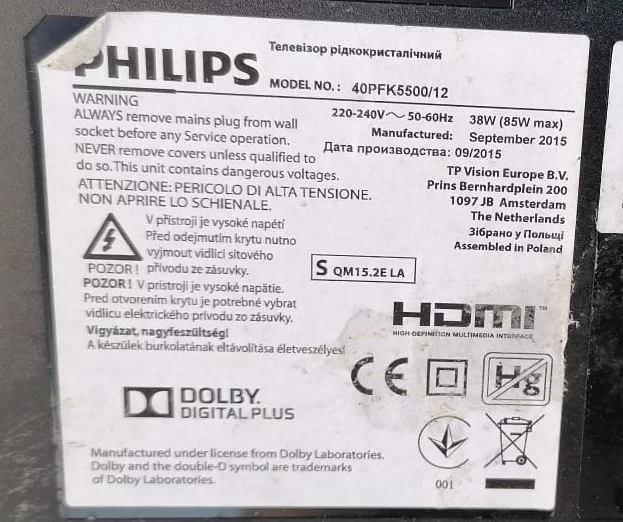 PHILIPS
Телевізор рідкокристалічний
MODEL NO.: 40PFK5500/12
220-240V～ 50-60Hz 38W (85W max)
Manufactured: September 2015
Дата производства: 09/2015
TP Vision Europe B.V.
Prins Bernhardplein 200
1097 JB Amsterdam
The Netherlands
Зібрано у Польщі
Assembled in Poland
WARNING
ALWAYS remove mains plug from wall
socket before any Service operation.
NEVER remove covers unless qualified to
do so. This unit contains dangerous voltages.
ATTENZIONE: PERICOLO DI ALTA TENSIONE.
NON APRIRE LO SCHIENALE.
V přístroji je vysoké napětí
Před odejmutím krytu nutno
vyjmout vidlici síťového
POZOR! přívodu ze zásuvky.
POZOR! V prístroji je vysoké napätie.
Pred otvorením krytu je potrebné vybrat
vidlicu elektrického prívodu zo zásuvky.
Vigyázat, nagyfeszültség!
A készülek burkolatának eltávolítása életveszélyes!
S QM15.2E LA
HDMI™
HIGH-DEFINITION MULTIMEDIA INTERFACE
CE
Hg
DOLBY.
DIGITAL PLUS
Manufactured under license from Dolby Laboratories.
Dolby and the double-D symbol are trademarks
of Dolby Laboratories.
001